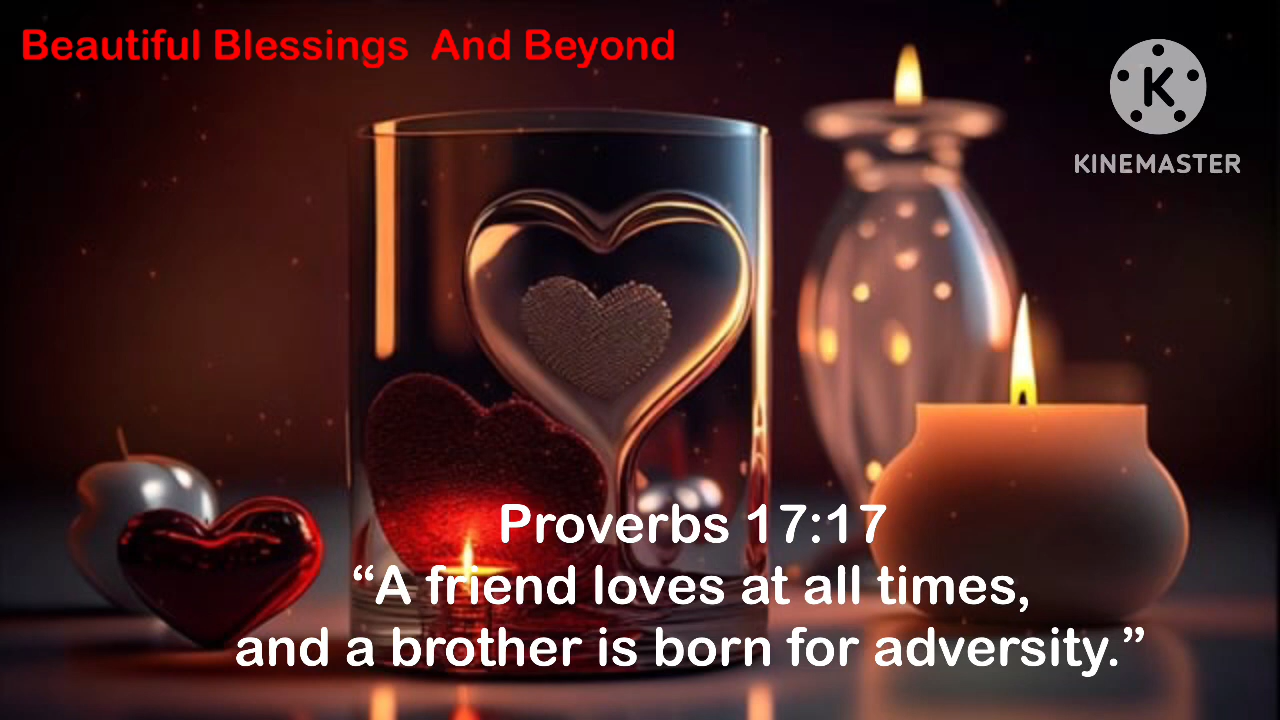 Beautiful Blessings And Beyond
K
KINEMASTER
Proverbs 17:17
“A friend loves at all times,
and a brother is born for adversity.”